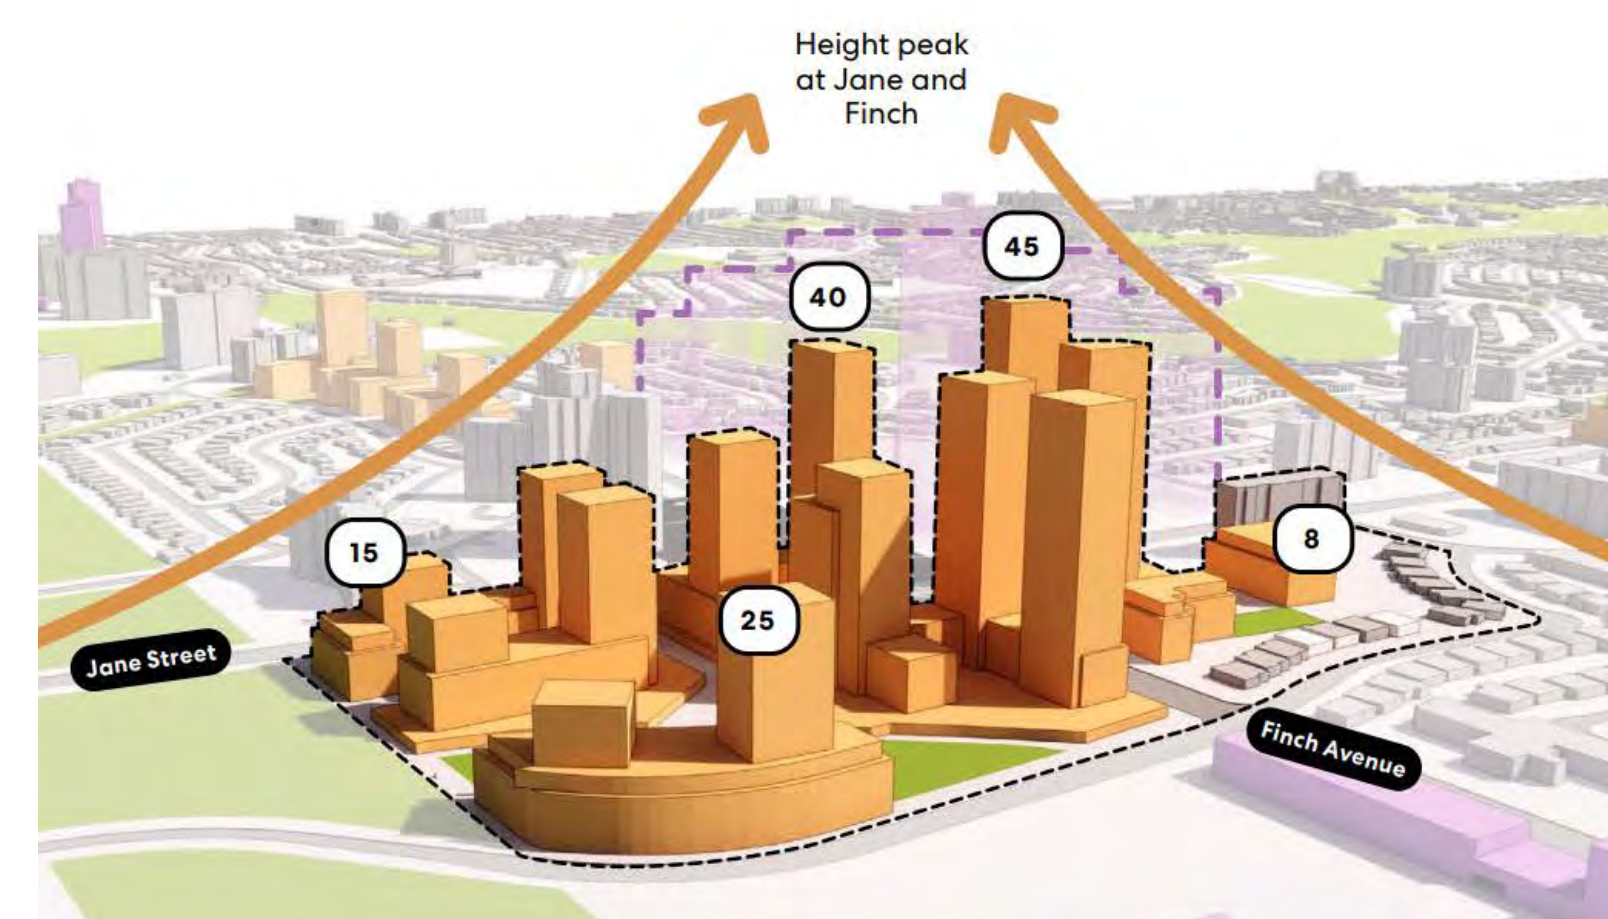 Height peak
at Jane and
Finch
45
40
15
8
25
Jane Street
Finch Avenue